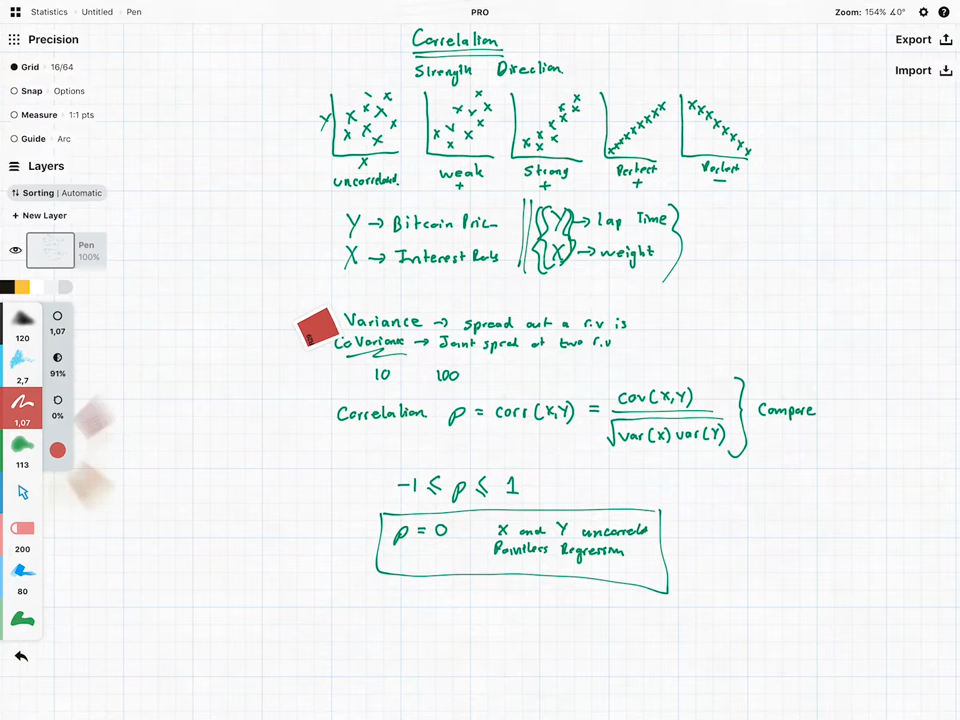 Statistics Untitled Pen PRO Zoom: 154% ∠0°
Precision
Export
Import
Grid 16/64
Snap Options
Measure 1:1 pts
Guide Arc
Layers
Sorting | Automatic
New Layer
Pen
100%
120
2,7
1,07
113
200
80
1,07
91%
0%
Correlation
Strength Direction
Y
X
uncorrelated.
weak
+
Strong
+
Perfect
+
Perfect
−
Y → Bitcoin Pric
Y → Lap Time
X → Interest Rate
X → weight
Variance → spread out a r.v is
CoVariance → Joint spred of two r.v
10 100
Correlation ρ = corr(X,Y) = cov(X,Y) / √var(X) var(Y) } Compare
-1 ≤ ρ ≤ 1
ρ = 0 X and Y uncorrelo
Pointless Regression